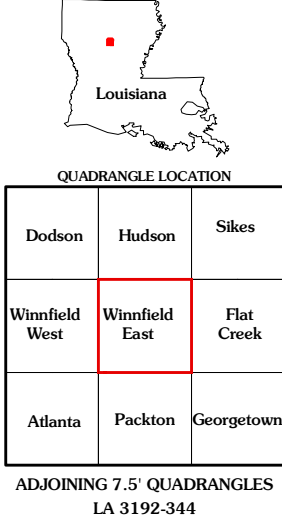 Louisiana
QUADRANGLE LOCATION
Dodson
Hudson
Sikes
Winnfield
West
Winnfield
East
Flat
Creek
Atlanta
Packton
Georgetown
ADJOINING 7.5' QUADRANGLES
LA 3192-344